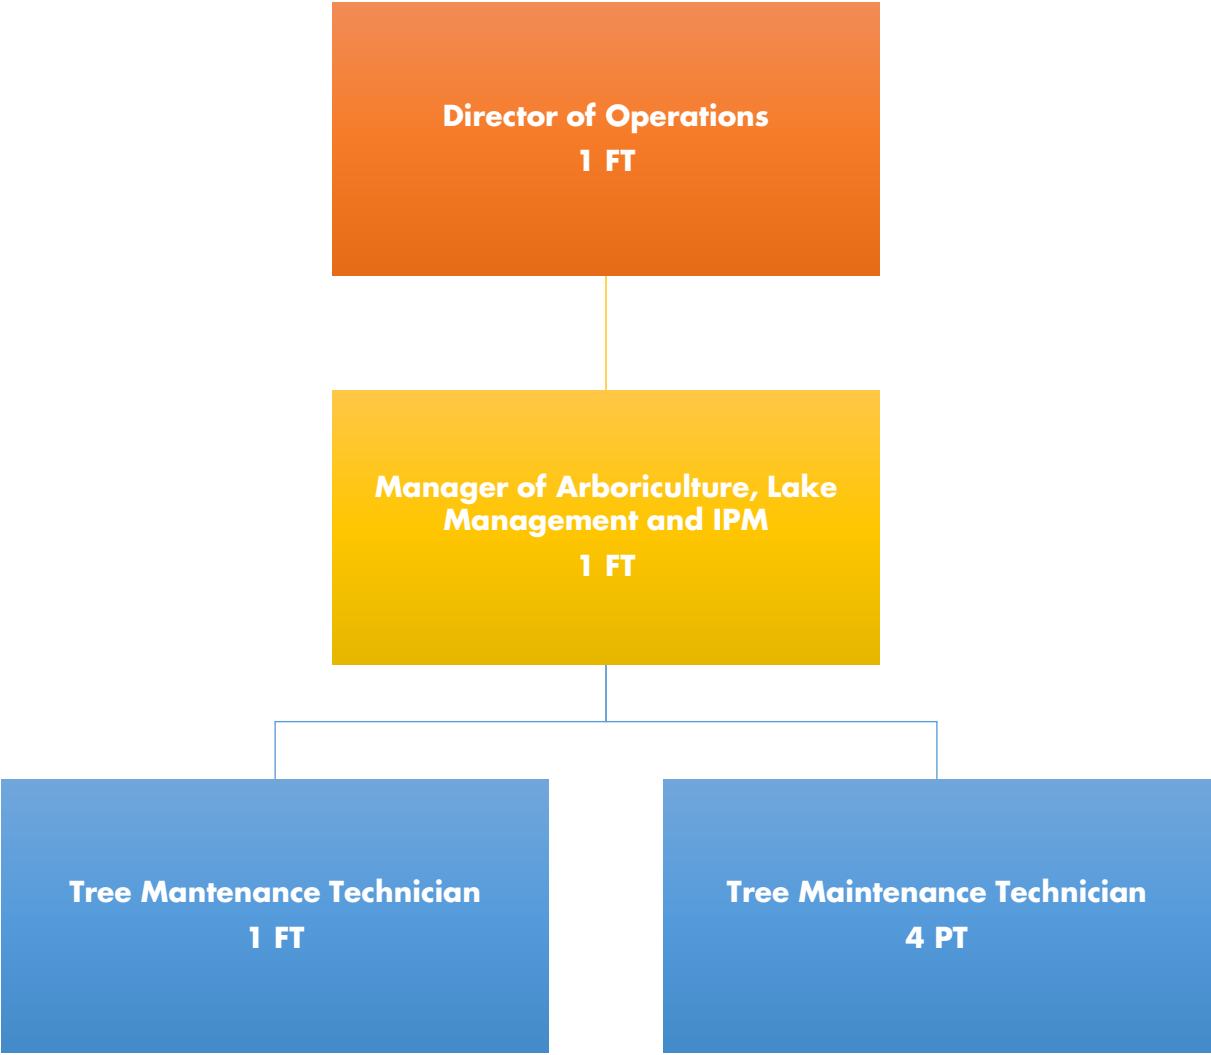 Director of Operations
1 FT
Manager of Arboriculture, Lake
Management and IPM
1 FT
Tree Mantenance Technician
1 FT
Tree Maintenance Technician
4 PT